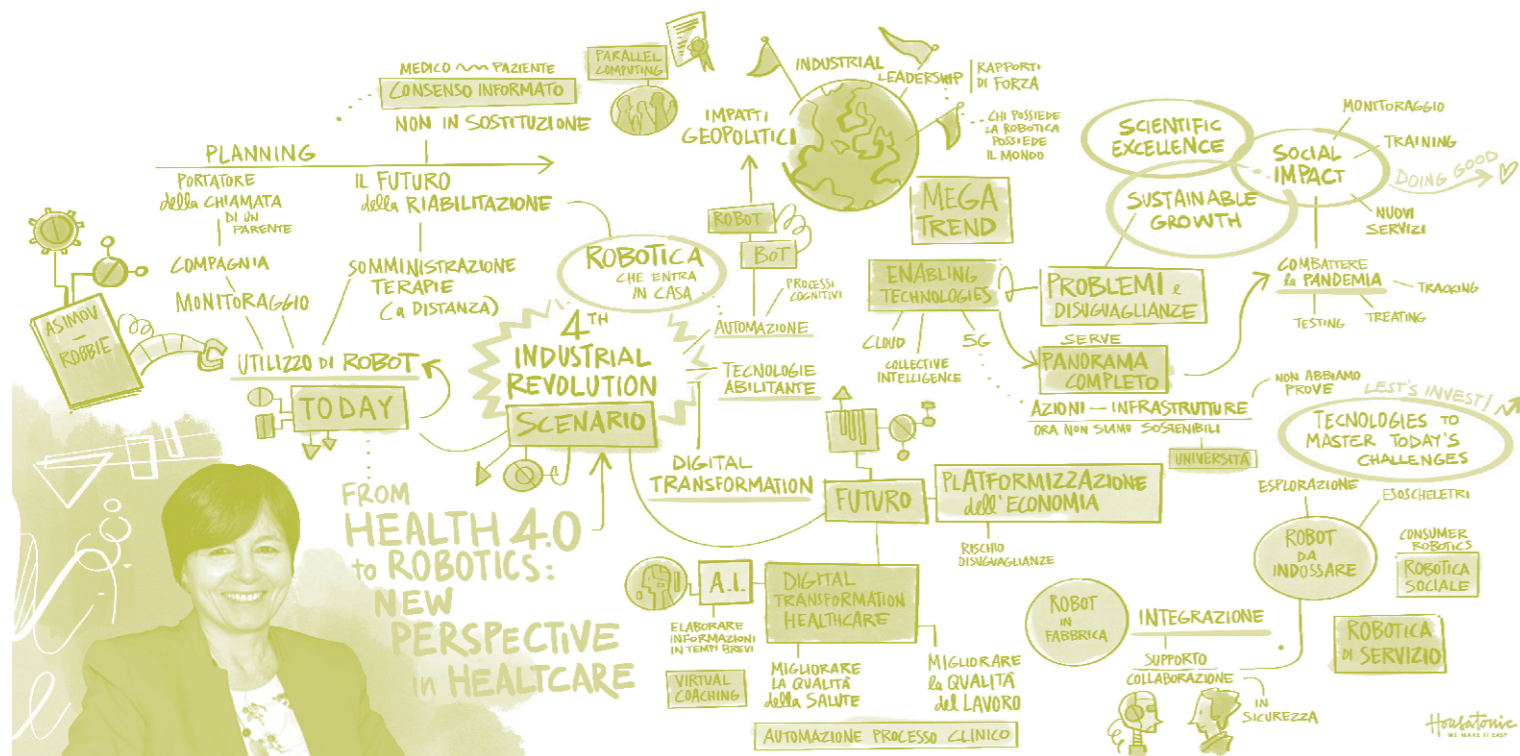 MEDICO PAZIENTE
CONSENSO INFORMATO
NON IN SOSTITUZIONE
PARALLEL
COMPUTING
PLANNING
PORTATORE
della CHIAMATA
DI UN
PARENTE
IL FUTURO
della RIABILITAZIONE
COMPAGNIA
MONITORAGGIO
SOMMINISTRAZIONE
TERAPIE
(a DISTANZA)
ASIMOV
ROBBIE
UTILIZZO DI ROBOT
TODAY
FROM
HEALTH 4.0
to ROBOTICS:
NEW
PERSPECTIVE
in HEALTCARE
4TH
INDUSTRIAL
REVOLUTION
SCENARIO
ROBOTICA
CHE ENTRA
IN CASA
IMPATTI
GEOPOLITICI
INDUSTRIAL
LEADERSHIP
RAPPORTI
DI FORZA
CHI POSSIEDE
LA ROBOTICA
POSSIEDE
IL MONDO
ROBOT
BOT
PROCESSI
COGNITIVI
AUTOMAZIONE
TECNOLOGIE
ABILITANTE
DIGITAL
TRANSFORMATION
MEGA
TREND
ENABLING
TECHNOLOGIES
CLOUD
COLLECTIVE
INTELLIGENCE
5G
SCIENTIFIC
EXCELLENCE
SOCIAL
IMPACT
SUSTAINABLE
GROWTH
MONITORAGGIO
TRAINING
DOING GOOD
NUOVI
SERVIZI
PROBLEMI e
DISUGUAGLIANZE
SERVE
PANORAMA
COMPLETO
AZIONI - INFRASTRUTTURE
ORA NON SIAMO SOSTENIBILI
COMBATTERE
la PANDEMIA
TRACKING
TREATING
TESTING
NON ABBIAMO
PROVE
UNIVERSITÀ
LEST'S INVEST!
TECNOLOGIES TO
MASTER TODAY'S
CHALLENGES
FUTURO
PLATFORMIZZAZIONE
dell'ECONOMIA
RISCHIO
DISUGUAGLIANZE
A.I.
ELABORARE
INFORMAZIONI
IN TEMPI BREVI
DIGITAL
TRANSFORMATION
HEALTHCARE
VIRTUAL
COACHING
MIGLIORARE
LA QUALITÀ
della SALUTE
MIGLIORARE
la QUALITÀ
del LAVORO
AUTOMAZIONE PROCESSO CLINICO
ESPLORAZIONE
ESOSCHELETRI
ROBOT
DA
INDOSSARE
CONSUMER
ROBOTICS
ROBOTICA
SOCIALE
ROBOT
IN
FABBRICA
INTEGRAZIONE
SUPPORTO
COLLABORAZIONE
IN
SICUREZZA
ROBOTICA
DI SERVIZIO
Housatonic
WE MAKE IT EASY